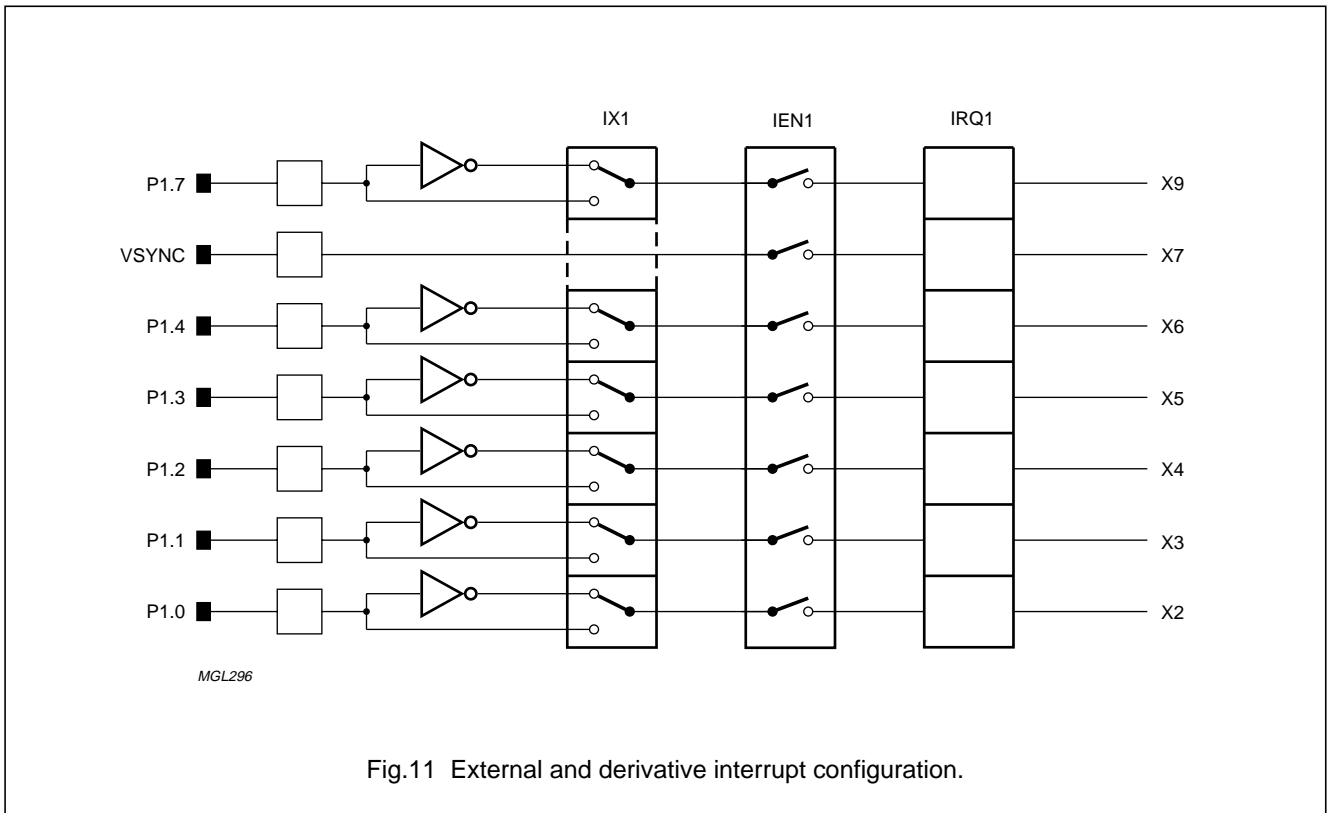 IX1 IEN1 IRQ1
P1.7 X9
VSYNC X7
P1.4 X6
P1.3 X5
P1.2 X4
P1.1 X3
P1.0 X2
MGL296
Fig.11 External and derivative interrupt configuration.